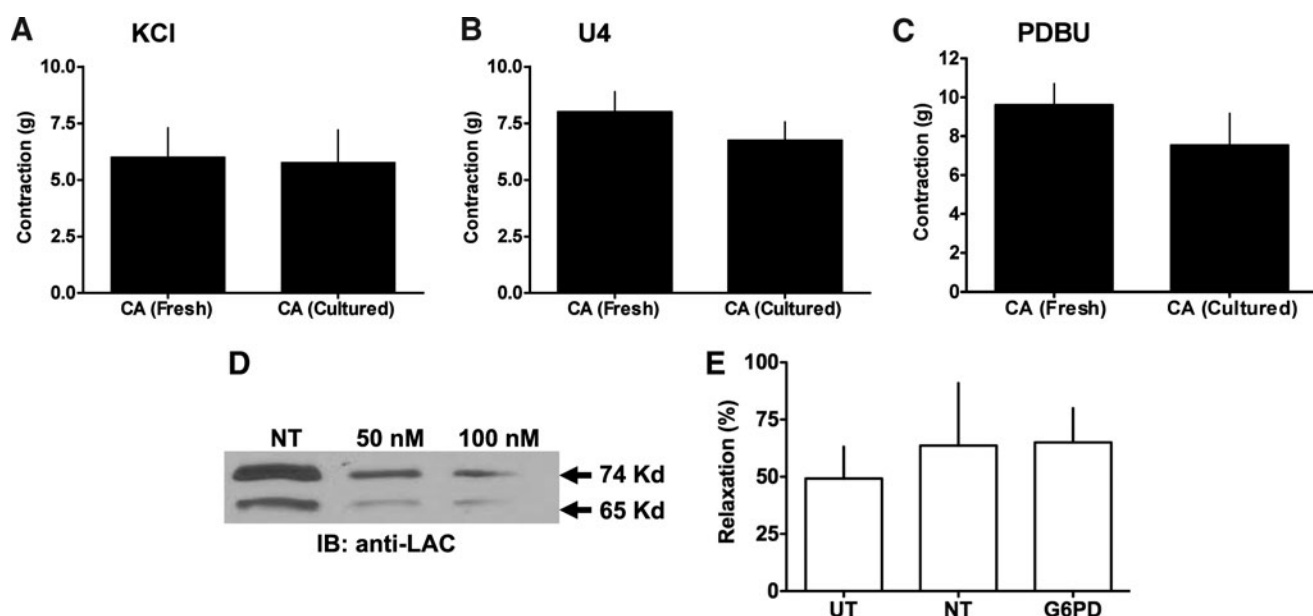 A
KCl
10.0
7.5
5.0
2.5
0.0
Contraction (g)
CA (Fresh)
CA (Cultured)
B
U4
10.0
7.5
5.0
2.5
0.0
Contraction (g)
CA (Fresh)
CA (Cultured)
C
PDBU
12
10
8
6
4
2
0
Contraction (g)
CA (Fresh)
CA (Cultured)
D
NT 50 nM 100 nM
74 Kd
65 Kd
IB: anti-LAC
E
100
75
50
25
0
Relaxation (%)
UT
NT
G6PD